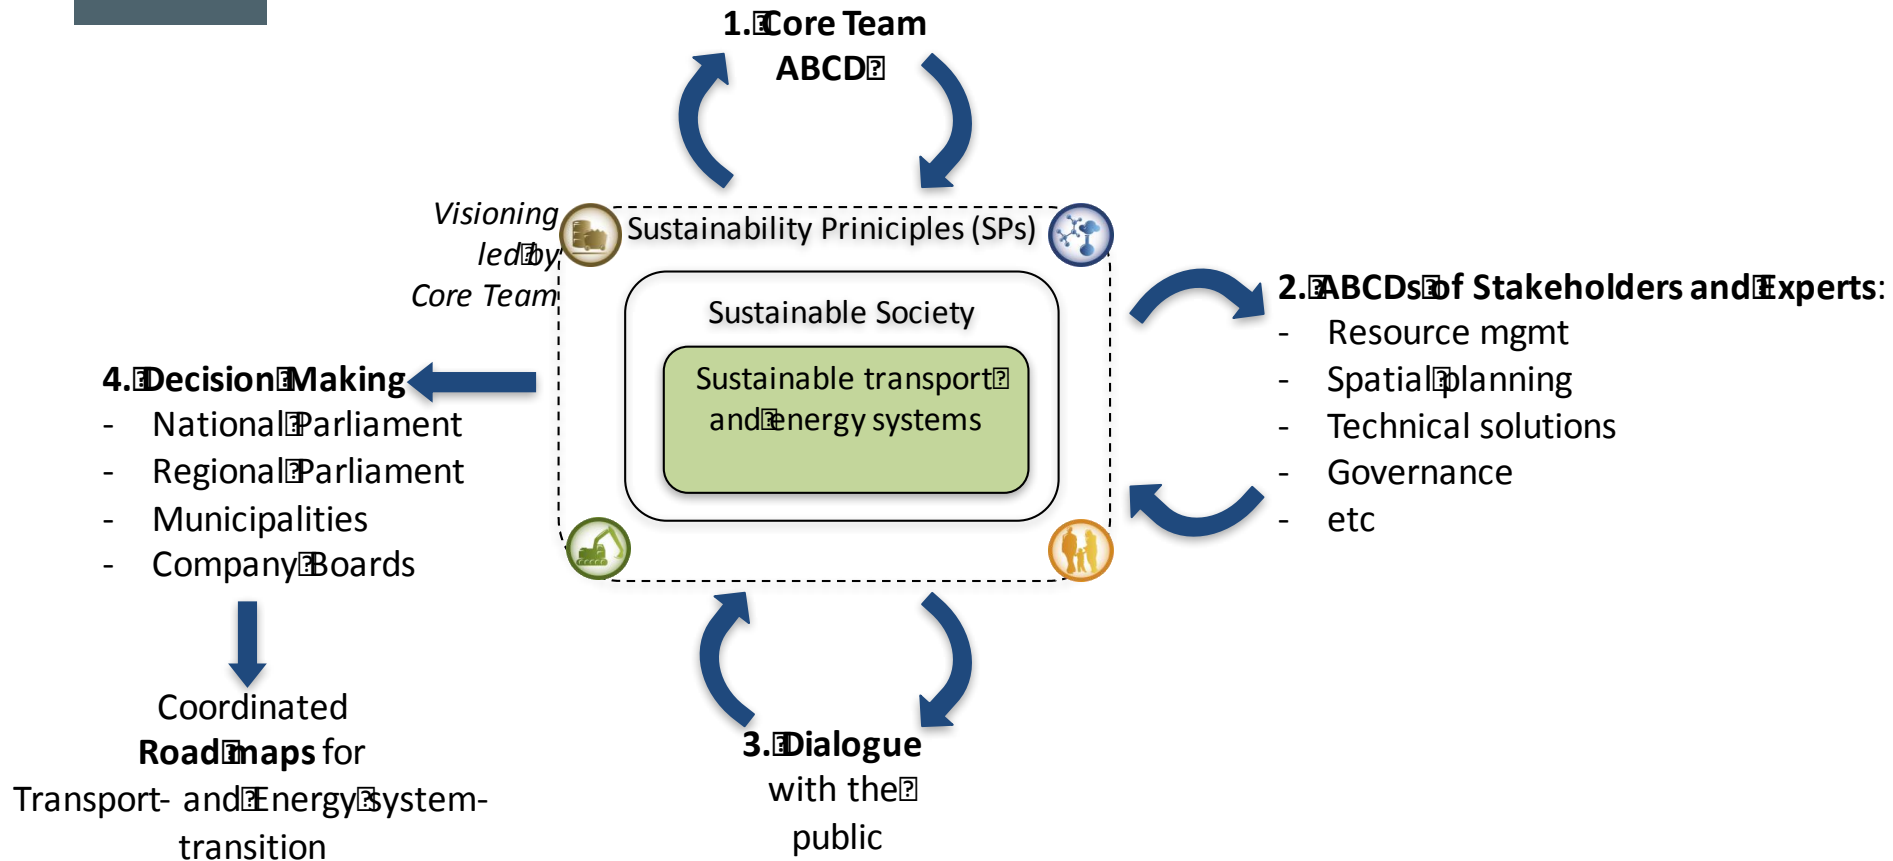 1. Core Team
ABCD
Visioning
led by
Core Team
Sustainability Priniciples (SPs)
Sustainable Society
Sustainable transport
and energy systems
2. ABCDs of Stakeholders and Experts:
- Resource mgmt
- Spatial planning
- Technical solutions
- Governance
- etc
3. Dialogue
with the
public
4. Decision Making
- National Parliament
- Regional Parliament
- Municipalities
- Company Boards
Coordinated
Road maps for
Transport- and Energy system-
transition